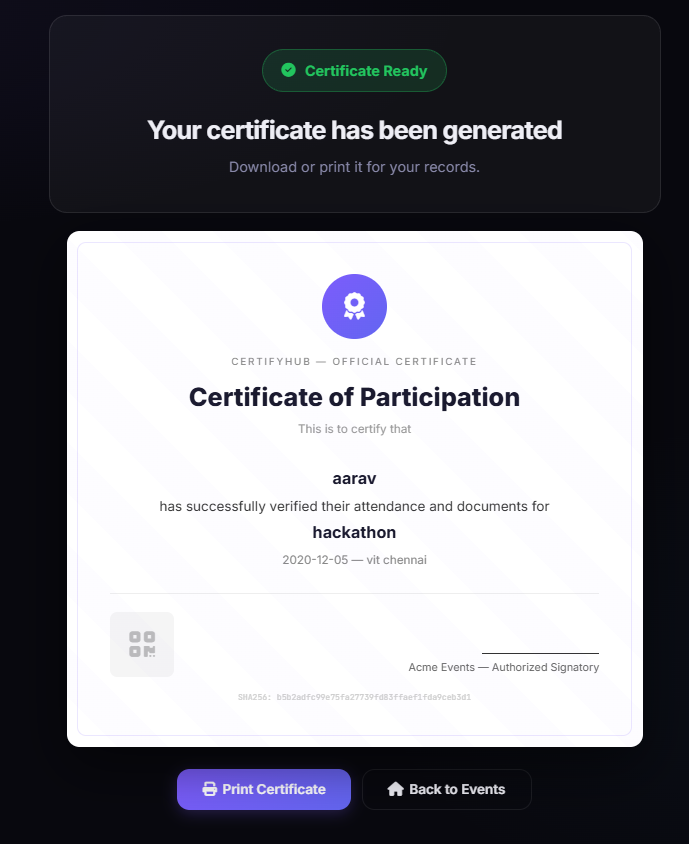 Certificate Ready
Your certificate has been generated
Download or print it for your records.
CERTIFYHUB — OFFICIAL CERTIFICATE
Certificate of Participation
This is to certify that
aarav
has successfully verified their attendance and documents for
hackathon
2020-12-05 — vit chennai
Acme Events — Authorized Signatory
SHA256: b5b2adfc99e75fa27739fd83ffaef1fda9ceb3d1
Print Certificate
Back to Events